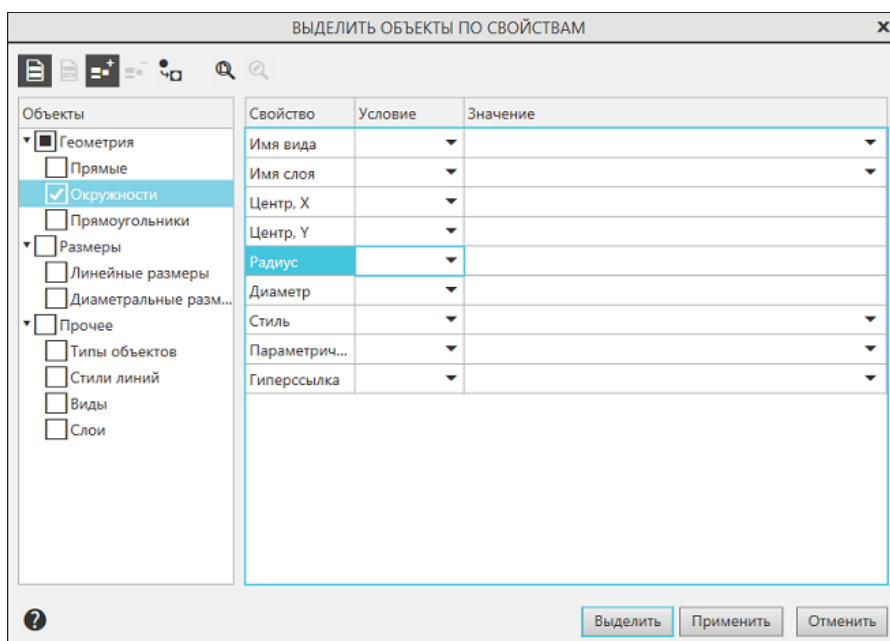 ВЫДЕЛИТЬ ОБЪЕКТЫ ПО СВОЙСТВАМ
Объекты
Геометрия
Прямые
Окружности
Прямоугольники
Размеры
Линейные размеры
Диаметральные разм...
Прочее
Типы объектов
Стили линий
Виды
Слои
Свойство Условие Значение
Имя вида
Имя слоя
Центр, X
Центр, Y
Радиус
Диаметр
Стиль
Параметрич...
Гиперссылка
Выделить Применить Отменить